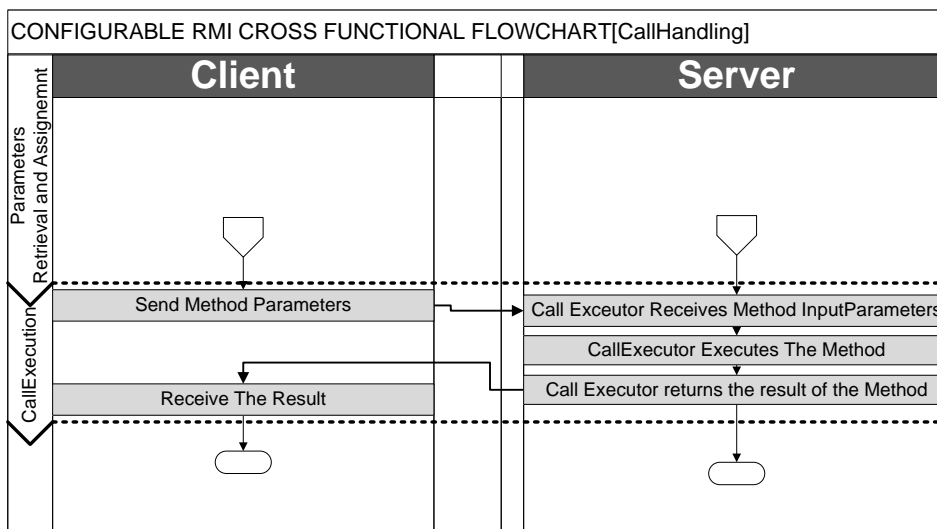 CONFIGURABLE RMI CROSS FUNCTIONAL FLOWCHART[CallHandling]
Client
Server
Parameters
Retrieval and Assignemnt
Send Method Parameters
Call Exceutor Receives Method InputParameters
CallExecutor Executes The Method
Call Executor returns the result of the Method
Receive The Result
CallExecution